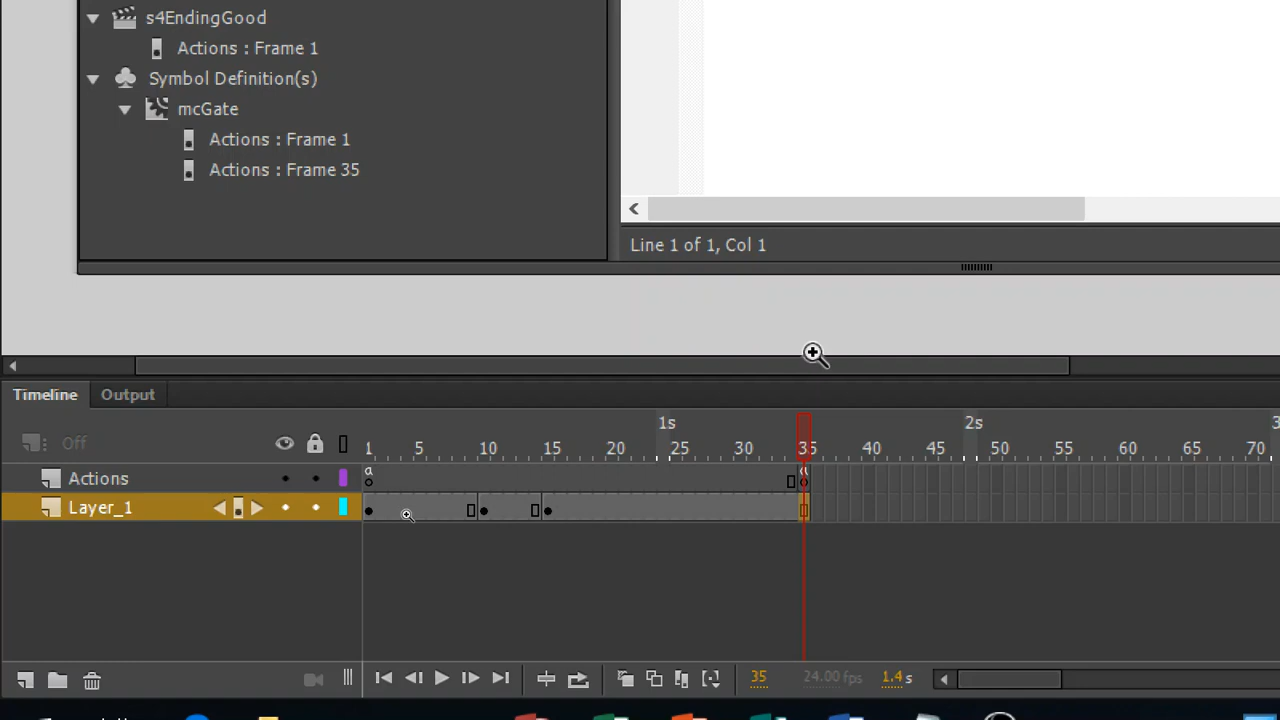 s4EndingGood
Actions : Frame 1
Symbol Definition(s)
mcGate
Actions : Frame 1
Actions : Frame 35
Line 1 of 1, Col 1
Timeline Output
1s 2s 3
Off 1 5 10 15 20 25 30 35 40 45 50 55 60 65 70
a a
Actions
Layer_1
35 24.00 fps 1.4 s